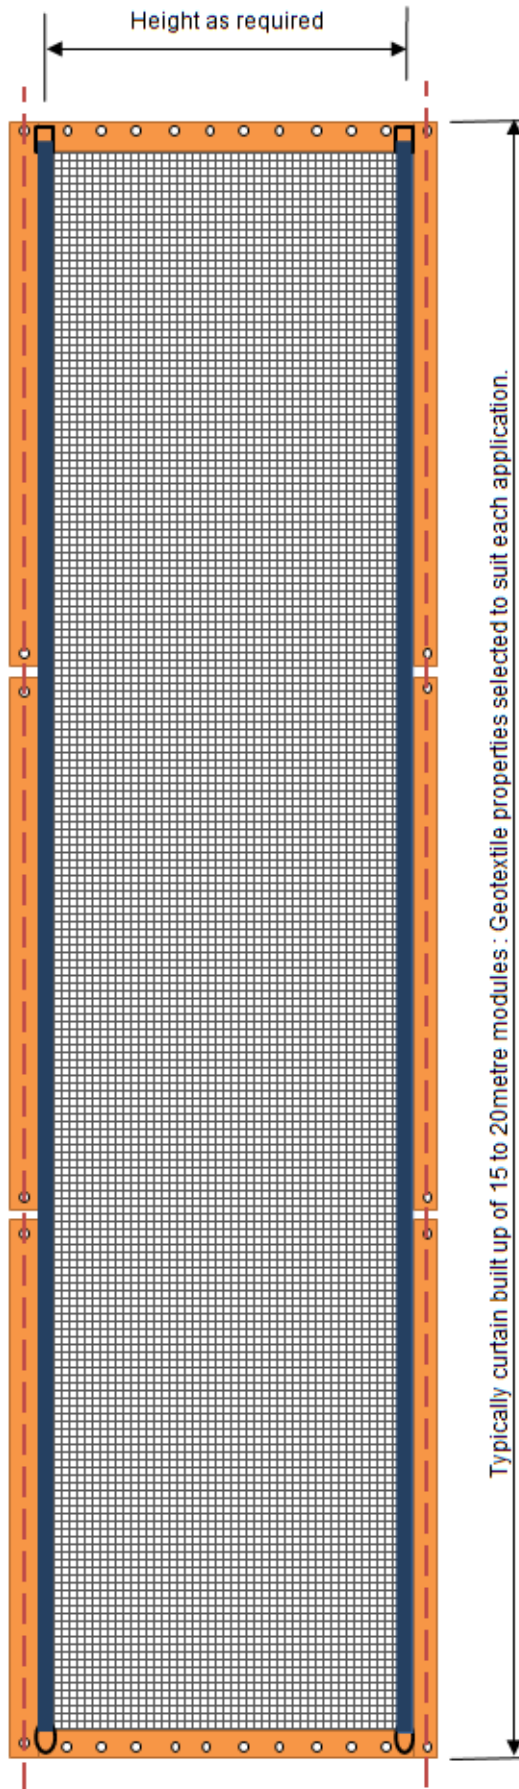 Height as required
Typically curtain built up of 15 to 20metre modules : Geotextile properties selected to suit each application.